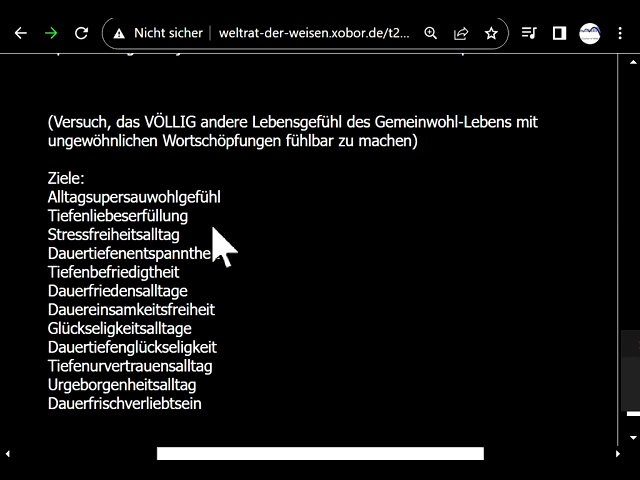 Nicht sicher
weltrat-der-weisen.xobor.de/t2...
(Versuch, das VÖLLIG andere Lebensgefühl des Gemeinwohl-Lebens mit
ungewöhnlichen Wortschöpfungen fühlbar zu machen)
Ziele:
Alltagsupersauwohlgefühl
Tiefenliebeserfüllung
Stressfreiheitsalltag
Tiefenbefriedigtheit
Dauerfriedensalltage
Dauereinsamkeitsfreiheit
Glückseligkeitsalltage
Dauertiefenglückseligkeit
Tiefenurvertrauensalltag
Urgeborgenheitsalltag
Dauerfrischverliebtsein